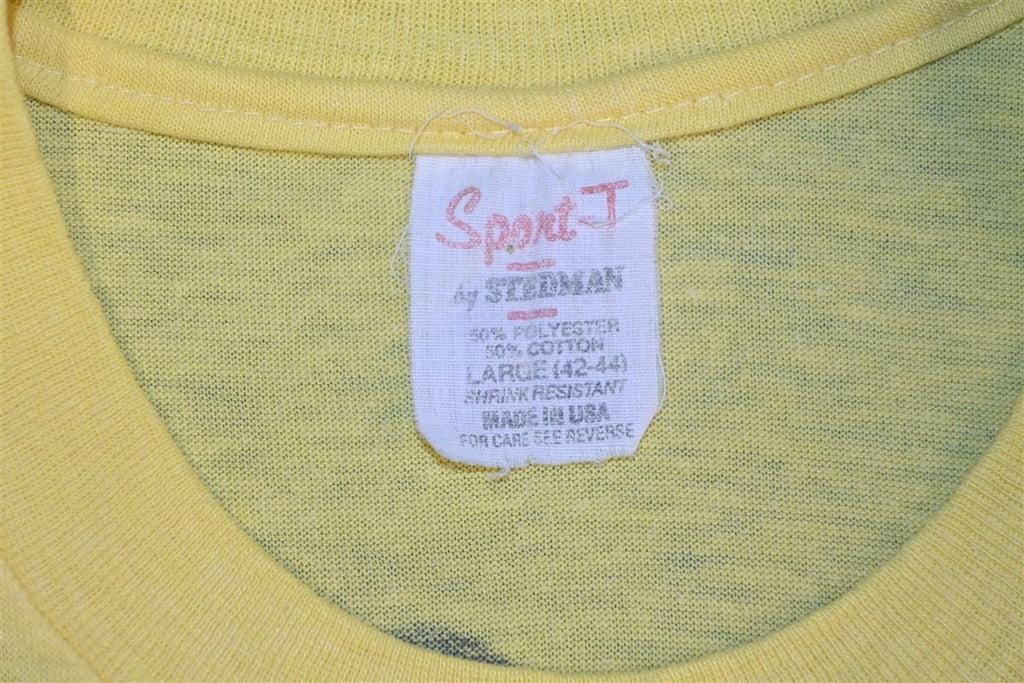 Sport-T
by STEDMAN
50% POLYESTER
50% COTTON
LARGE (42-44)
SHRINK RESISTANT
MADE IN USA
FOR CARE SEE REVERSE